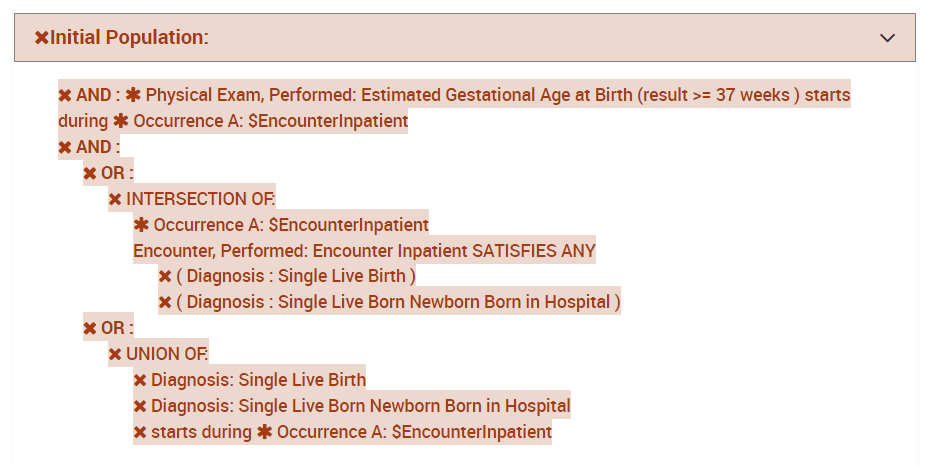 ✖Initial Population:
✖ AND : ✱ Physical Exam, Performed: Estimated Gestational Age at Birth (result >= 37 weeks ) starts
during ✱ Occurrence A: $EncounterInpatient
✖ AND :
✖ OR :
✖ INTERSECTION OF:
✱ Occurrence A: $EncounterInpatient
Encounter, Performed: Encounter Inpatient SATISFIES ANY
✖ ( Diagnosis : Single Live Birth )
✖ ( Diagnosis : Single Live Born Newborn Born in Hospital )
✖ OR :
✖ UNION OF:
✖ Diagnosis: Single Live Birth
✖ Diagnosis: Single Live Born Newborn Born in Hospital
✖ starts during ✱ Occurrence A: $EncounterInpatient